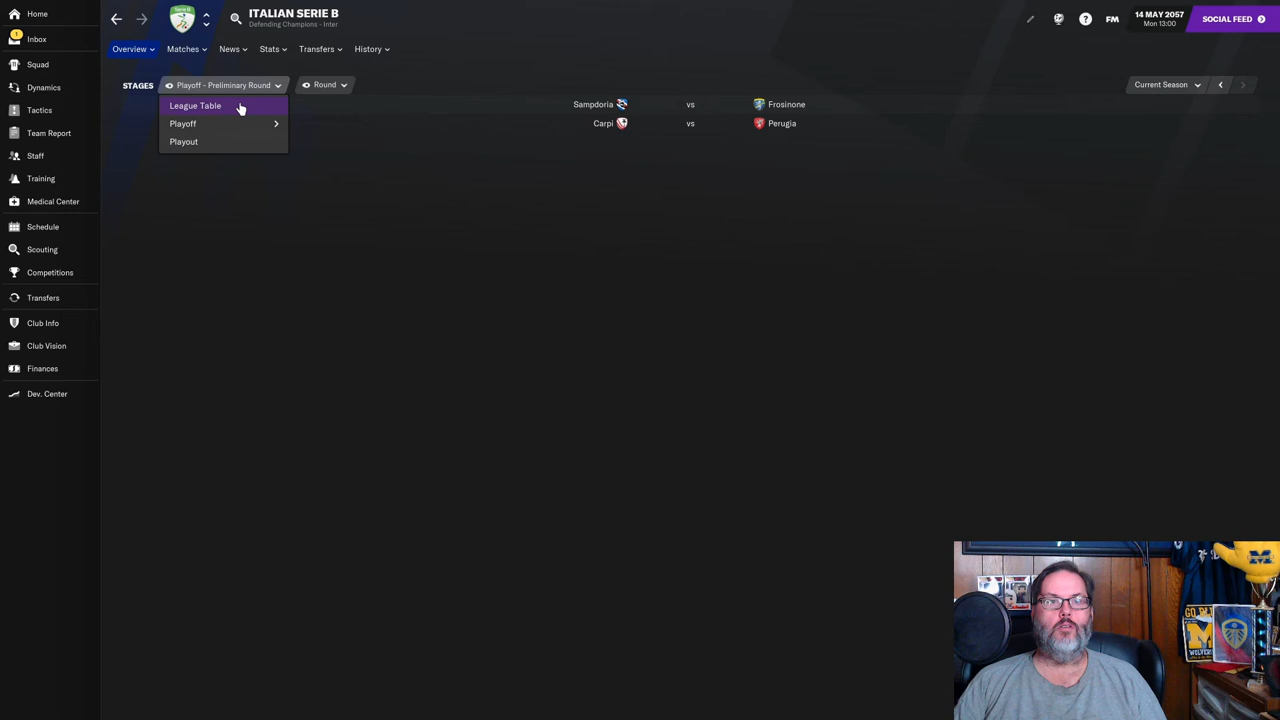 ITALIAN SERIE B
Defending Champions - Inter
Serie B
FM
14 MAY 2057
Mon 13:00
SOCIAL FEED
Home
1
Inbox
Squad
Dynamics
Tactics
Team Report
Staff
Training
Medical Center
Schedule
Scouting
Competitions
Transfers
Club Info
Club Vision
Finances
Dev. Center
Overview
Matches
News
Stats
Transfers
History
STAGES
Playoff - Preliminary Round
Round
Current Season
League Table
Playoff
Playout
Sampdoria vs Frosinone
Carpi vs Perugia
GO BL
M
M